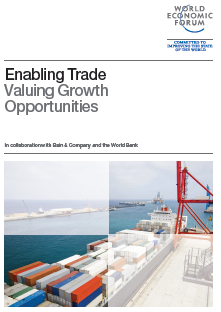 WORLD
ECONOMIC
FORUM
COMMITTED TO
IMPROVING THE STATE
OF THE WORLD
Enabling Trade
Valuing Growth
Opportunities
In collaboration with Bain & Company and the World Bank